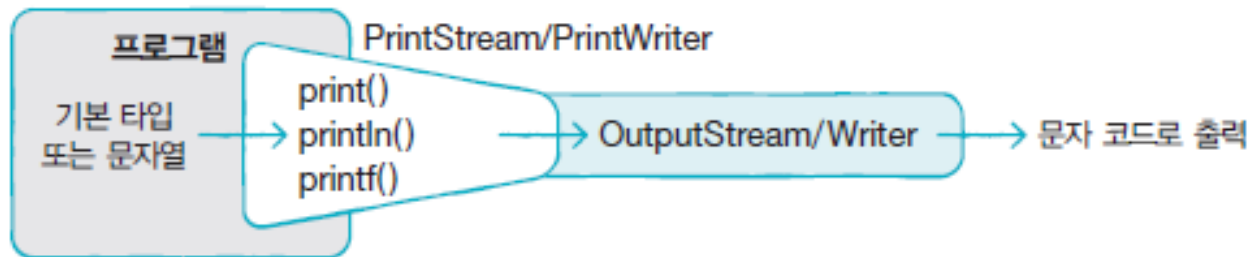 프로그램
PrintStream/PrintWriter
기본 타입
또는 문자열
print()
println()
printf()
OutputStream/Writer
문자 코드로 출력